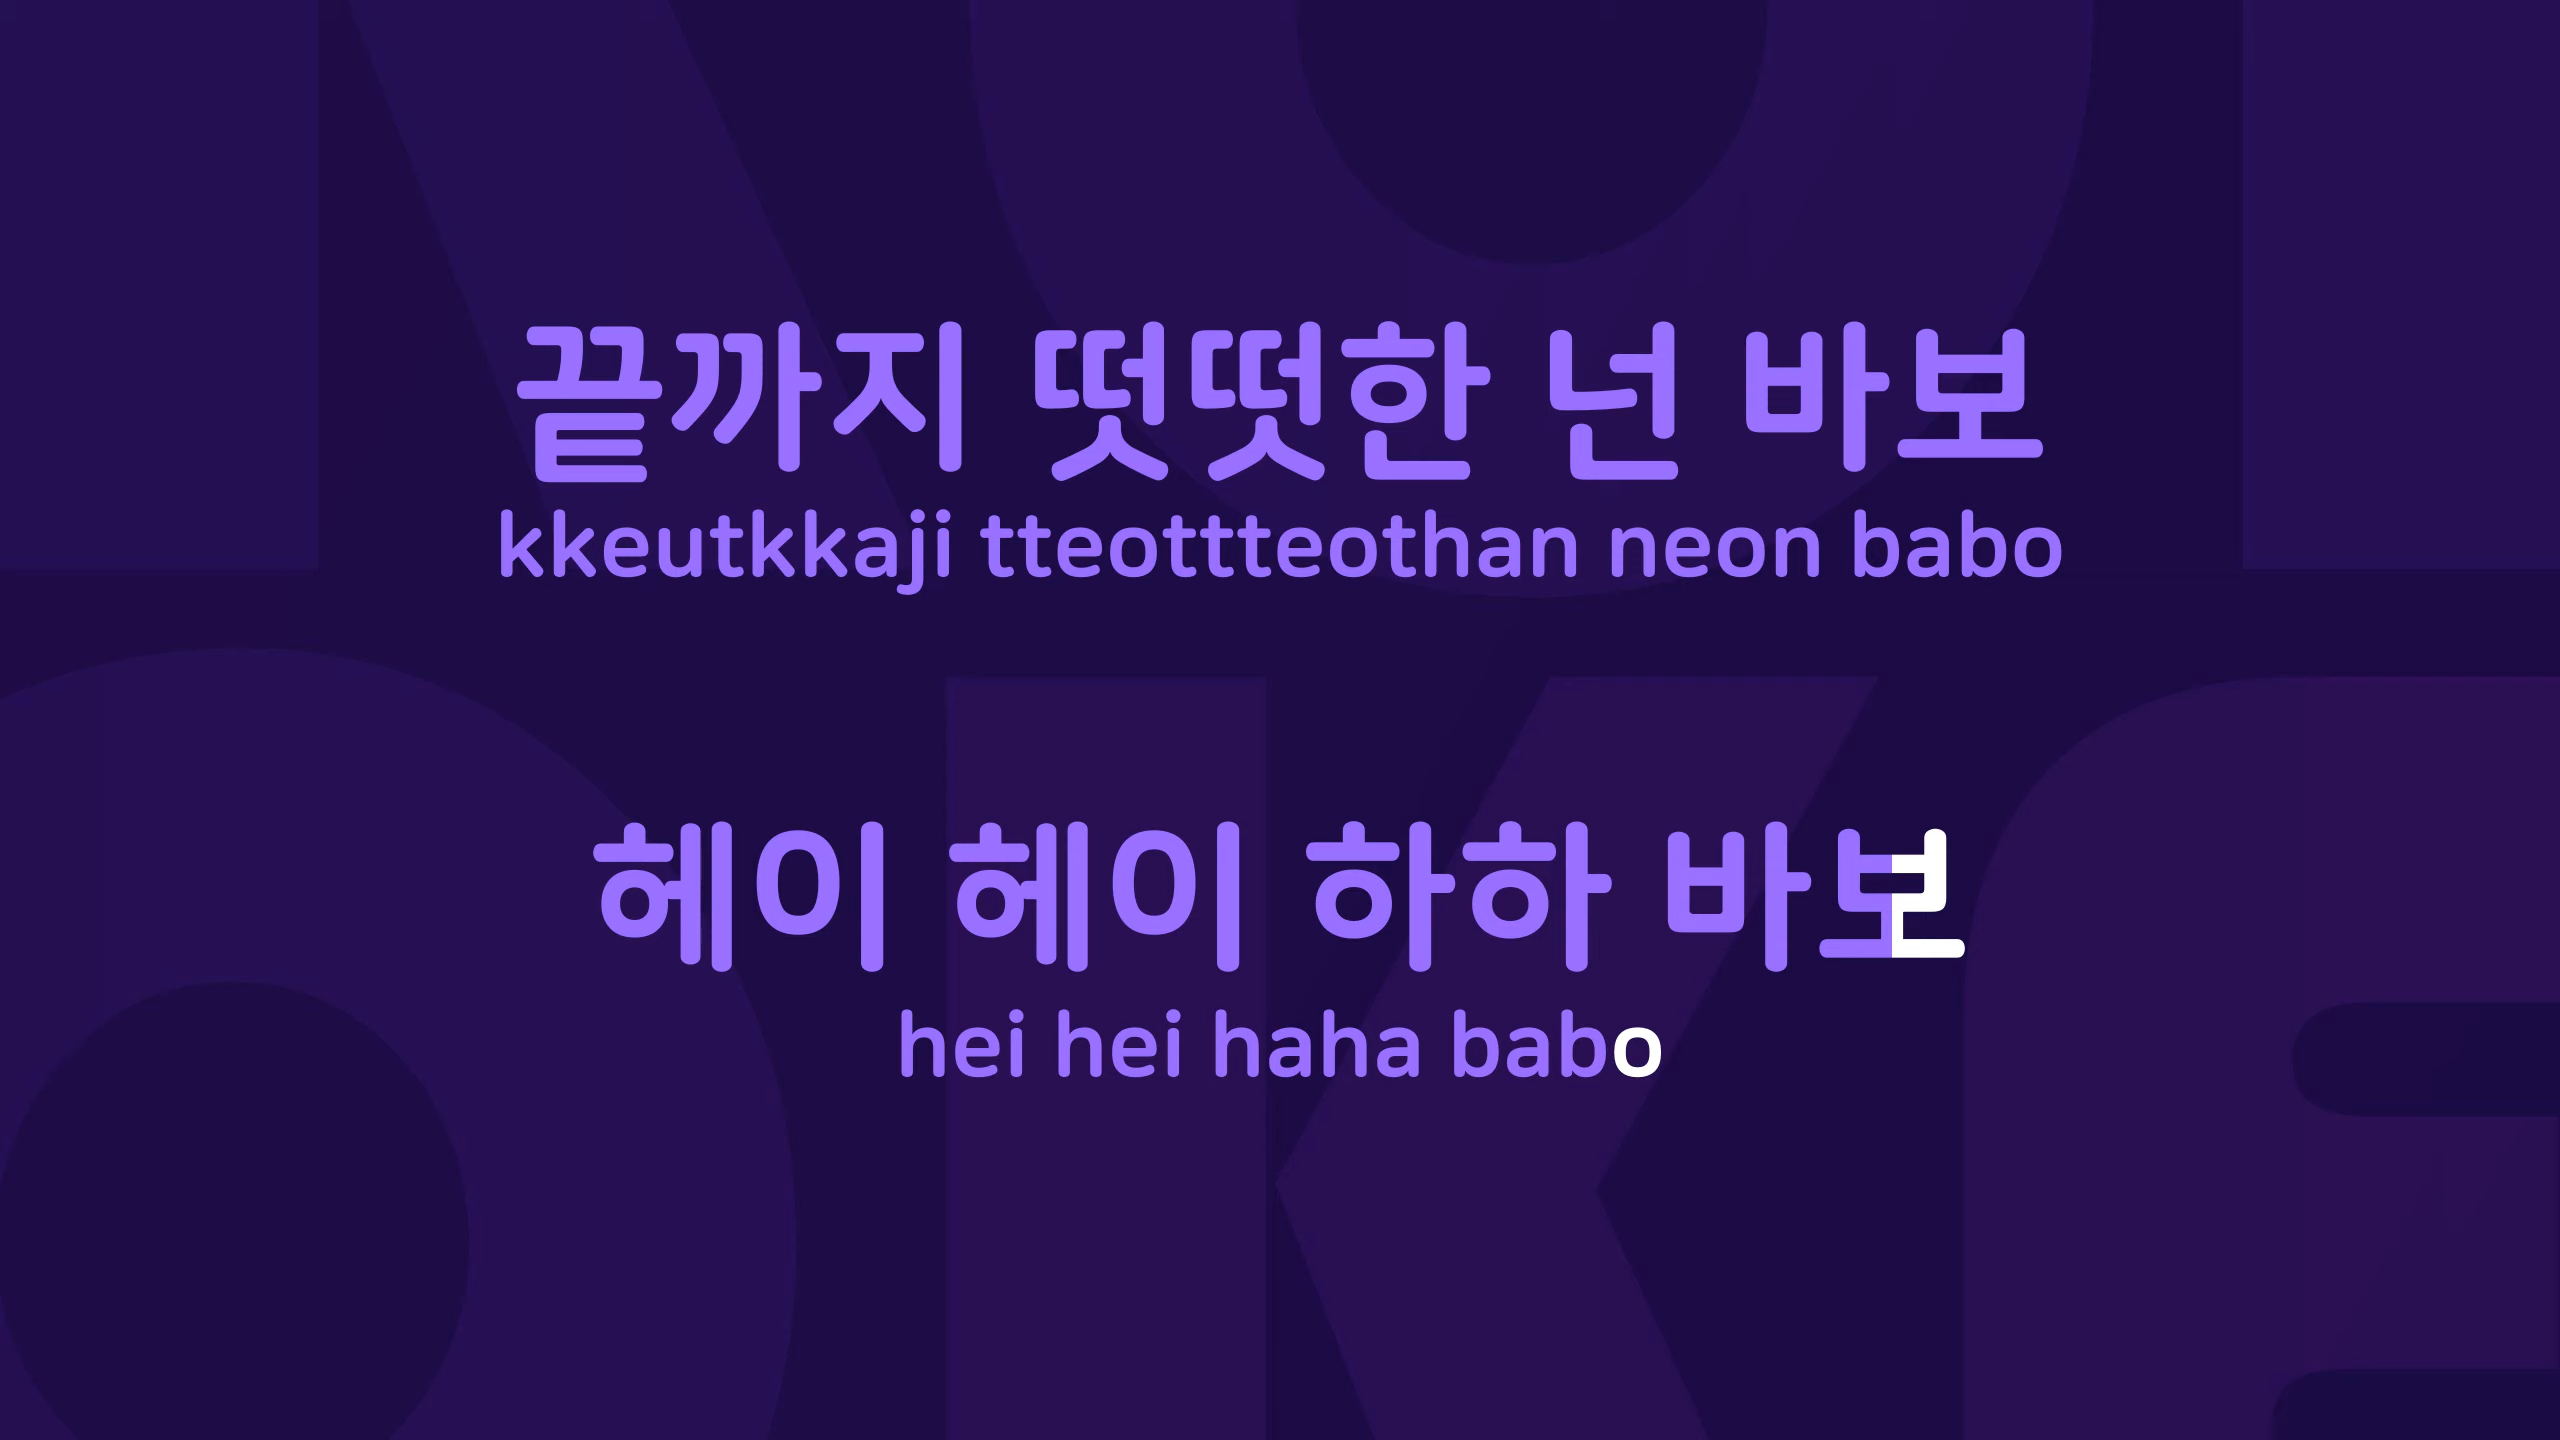 끝까지 떳떳한 넌 바보
kkeutkkaji tteottteothan neon babo
헤이 헤이 하하 바보
hei hei haha babo